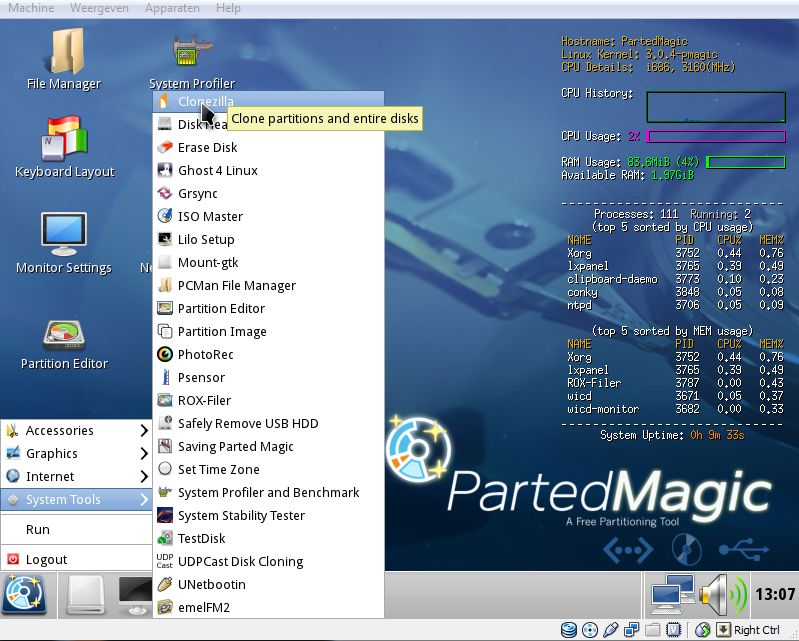 Machine Weergeven Apparaten Help
File Manager
System Profiler
Keyboard Layout
Monitor Settings
Ne
Partition Editor
Clonezilla
Clone partitions and entire disks
Erase Disk
Ghost 4 Linux
Grsync
ISO Master
Lilo Setup
Mount-gtk
PCMan File Manager
Partition Editor
Partition Image
PhotoRec
Psensor
ROX-Filer
Safely Remove USB HDD
Saving Parted Magic
Set Time Zone
System Profiler and Benchmark
System Stability Tester
TestDisk
UDP Cast UDPCast Disk Cloning
UNetbootin
emelFM2
Accessories
Graphics
Internet
System Tools
Run
Logout
Hostname: PartedMagic
Linux Kernel: 3.0.4-pmagic
CPU Details: i686, 3160(MHz)
CPU History:
CPU Usage: 2%
RAM Usage: 83.6MiB (4%)
Available RAM: 1.97GiB
Processes: 111 Running: 2
(top 5 sorted by CPU usage)
NAME PID CPU% MEM%
Xorg 3752 0.44 0.76
lxpanel 3765 0.39 0.49
clipboard-daemo 3773 0.10 0.23
conky 3848 0.05 0.08
ntpd 3706 0.05 0.09
(top 5 sorted by MEM usage)
NAME PID CPU% MEM%
Xorg 3752 0.44 0.76
lxpanel 3765 0.39 0.49
ROX-Filer 3787 0.00 0.43
wicd 3671 0.05 0.37
wicd-monitor 3682 0.00 0.33
System Uptime: 0h 9m 33s
PartedMagic
A Free Partitioning Tool
13:07
Right Ctrl